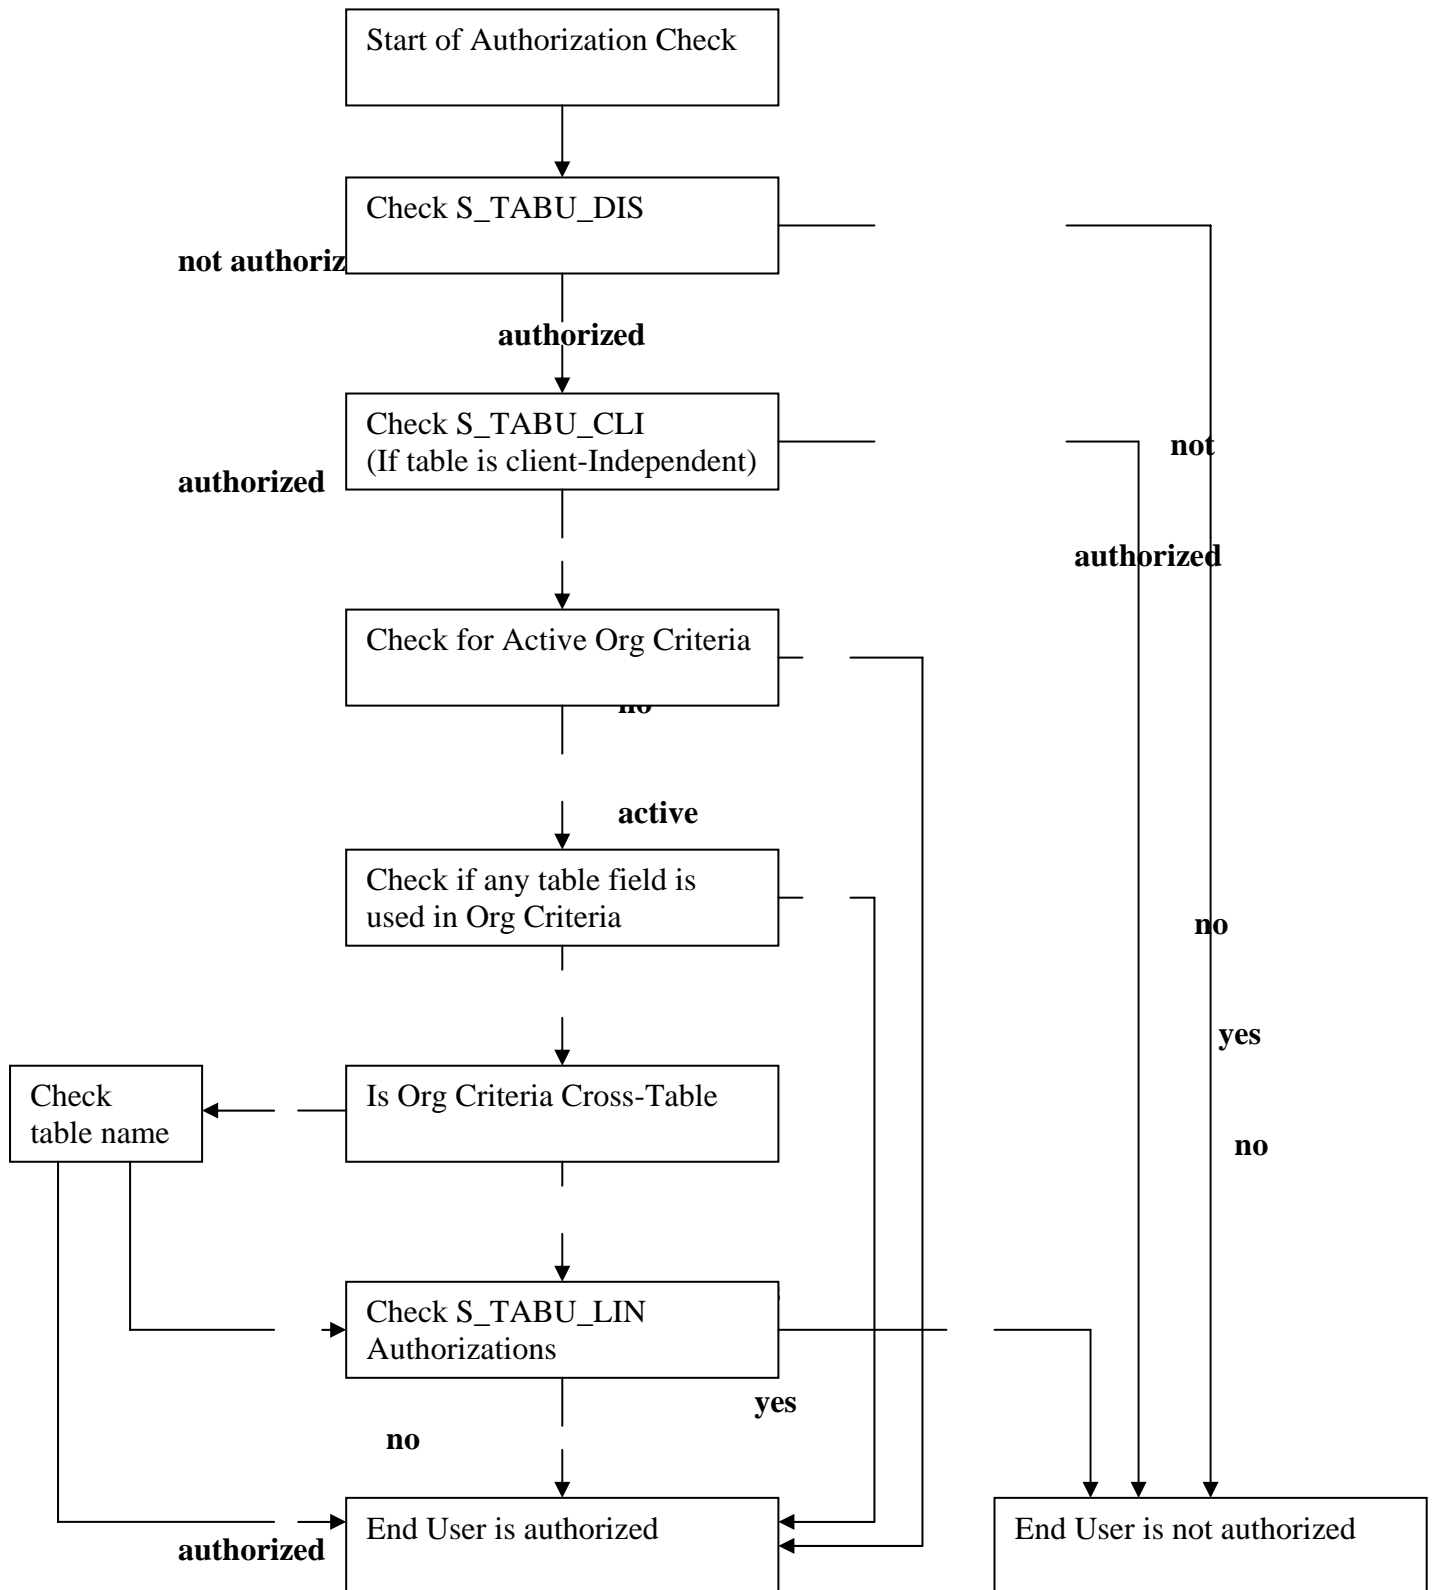 Start of Authorization Check
Check S_TABU_DIS
not authoriz
authorized
Check S_TABU_CLI
(If table is client-Independent)
not
authorized
authorized
Check for Active Org Criteria
no
active
Check if any table field is
used in Org Criteria
no
yes
Check
table name
Is Org Criteria Cross-Table
no
Check S_TABU_LIN
Authorizations
yes
no
End User is authorized
End User is not authorized
authorized